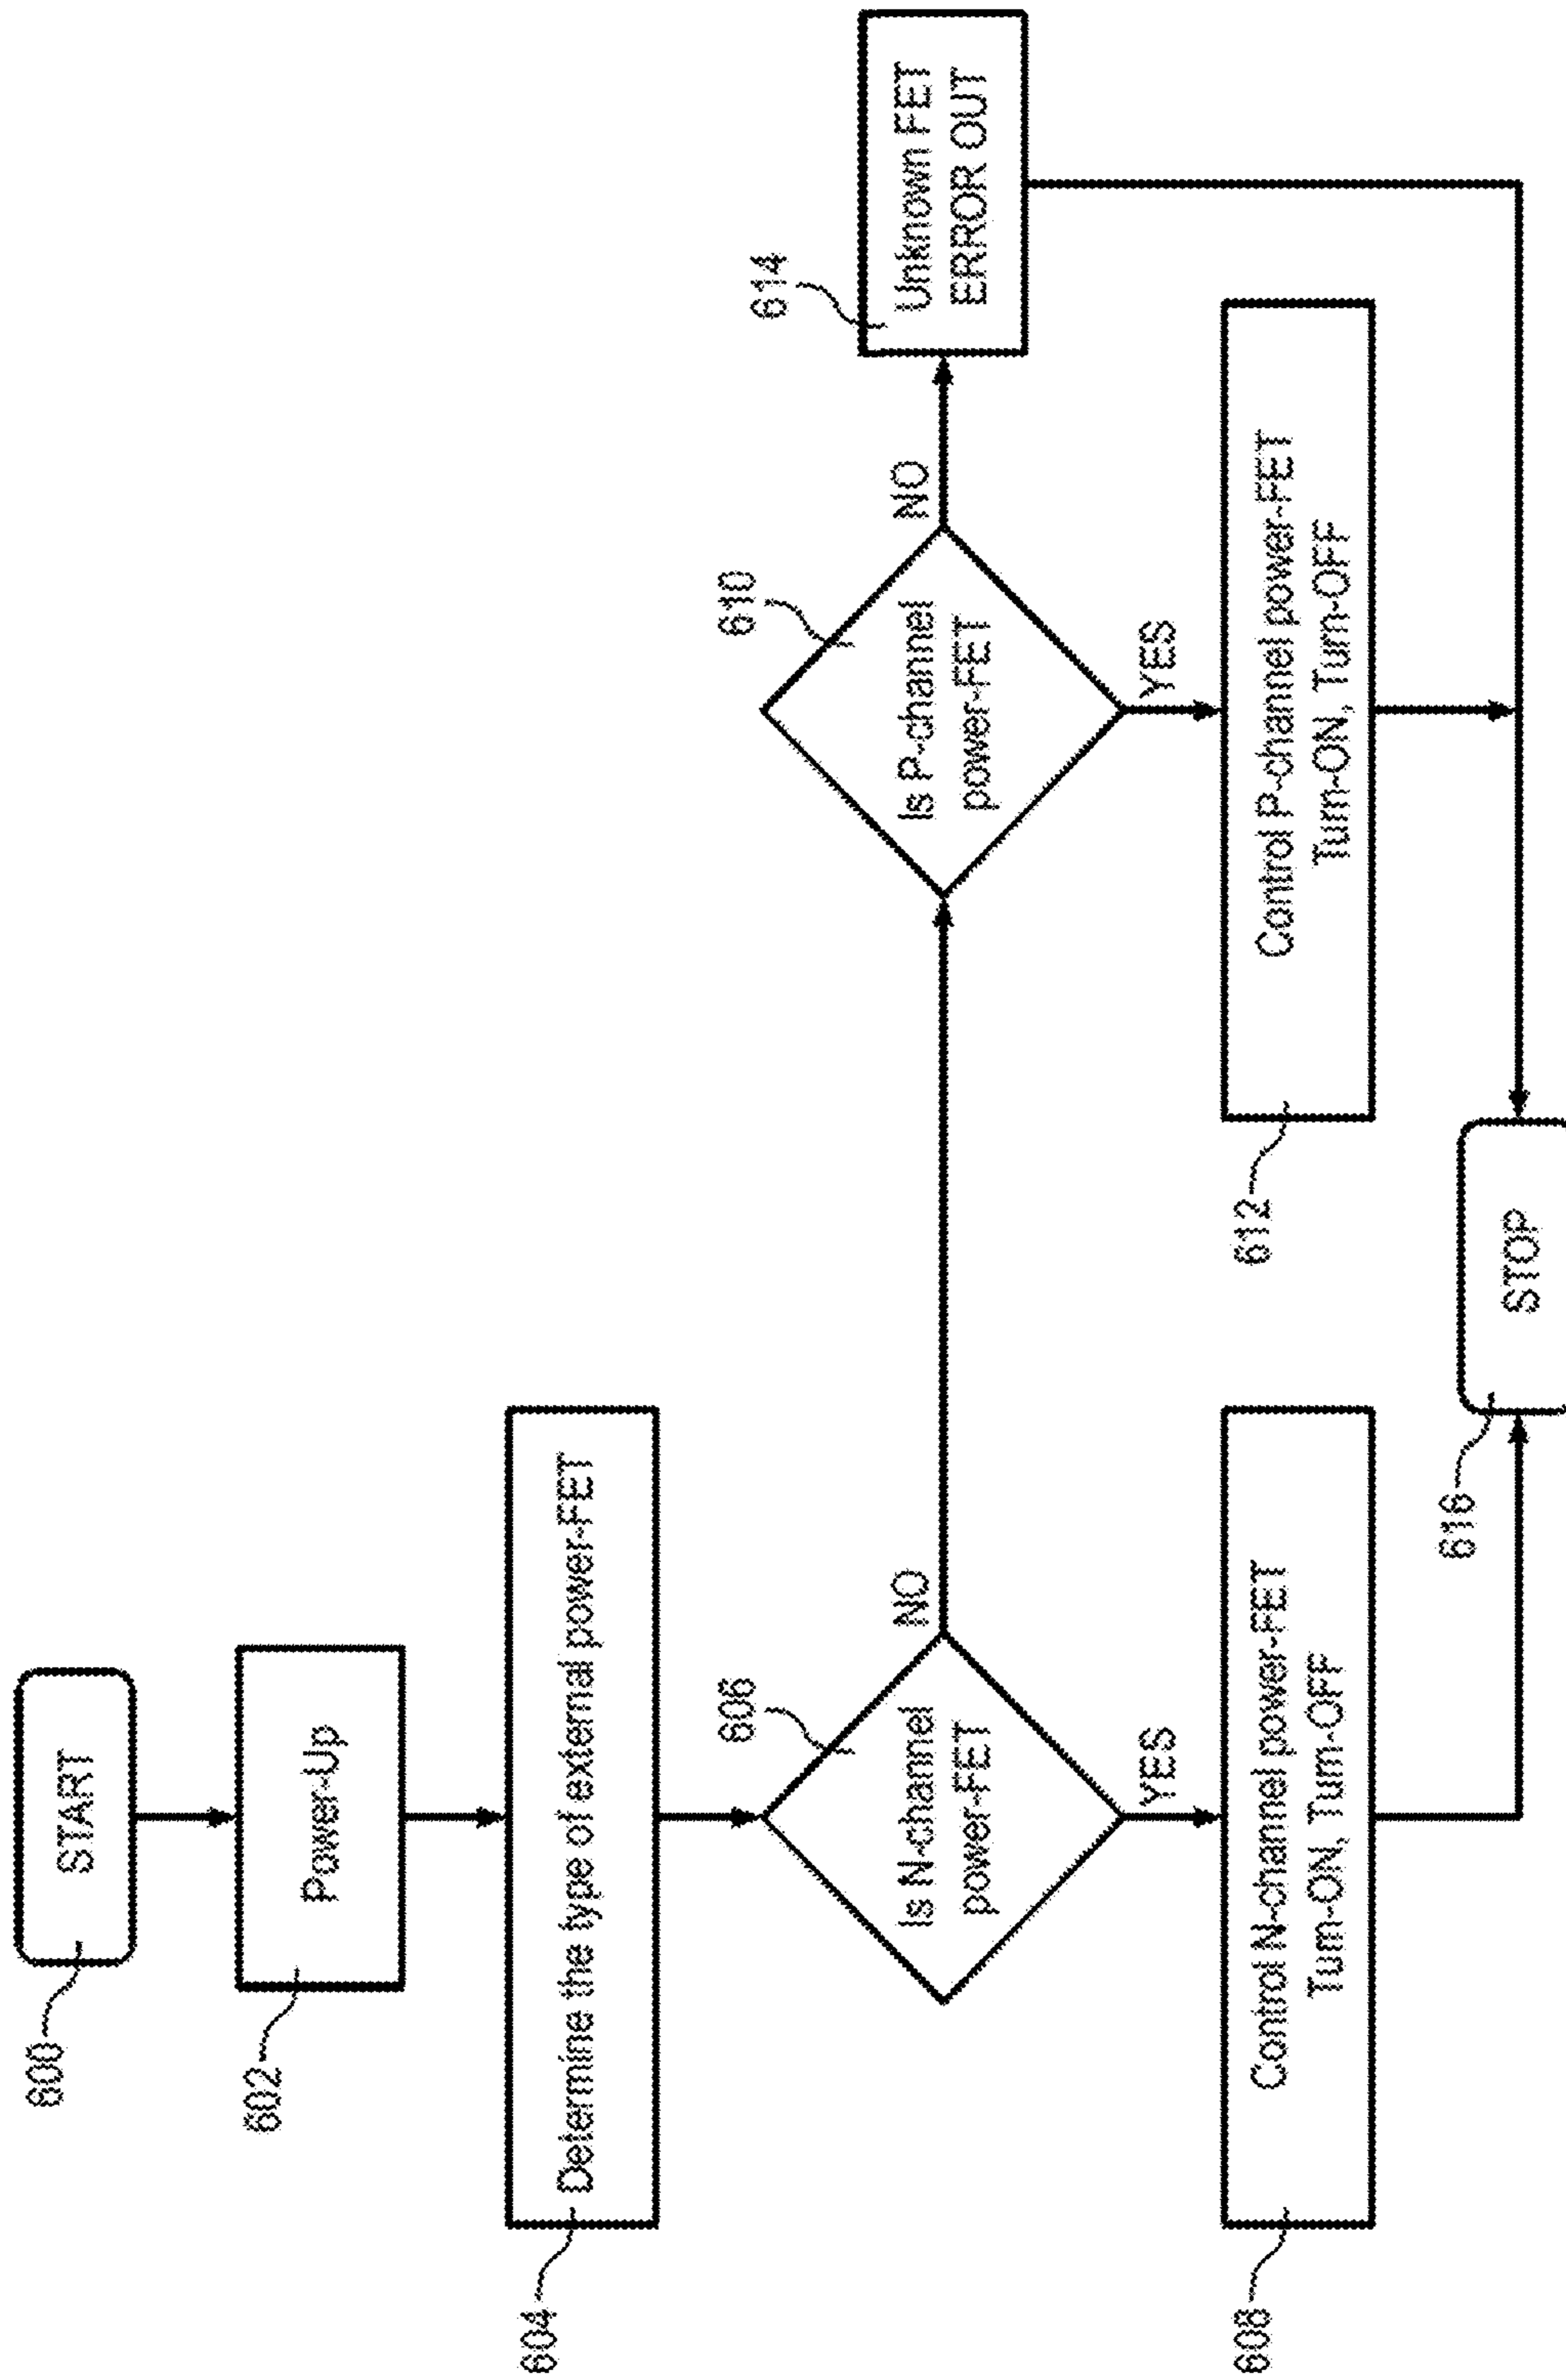 600
START
602
Power-Up
604
Determine the type of external power-FET
606
Is N-channel
power-FET
NO
YES
608
Control N-channel power-FET
Turn-ON, Turn-OFF
610
Is P-channel
power-FET
NO
YES
614
Unknown FET
ERROR OUT
612
Control P-channel power-FET
Turn-ON, Turn-OFF
616
STOP